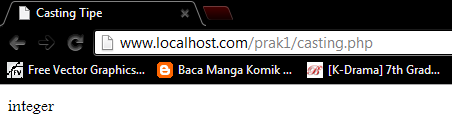 Casting Tipe
www.localhost.com/prak1/casting.php
Free Vector Graphics... Baca Manga Komik ... [K-Drama] 7th Grad...
integer